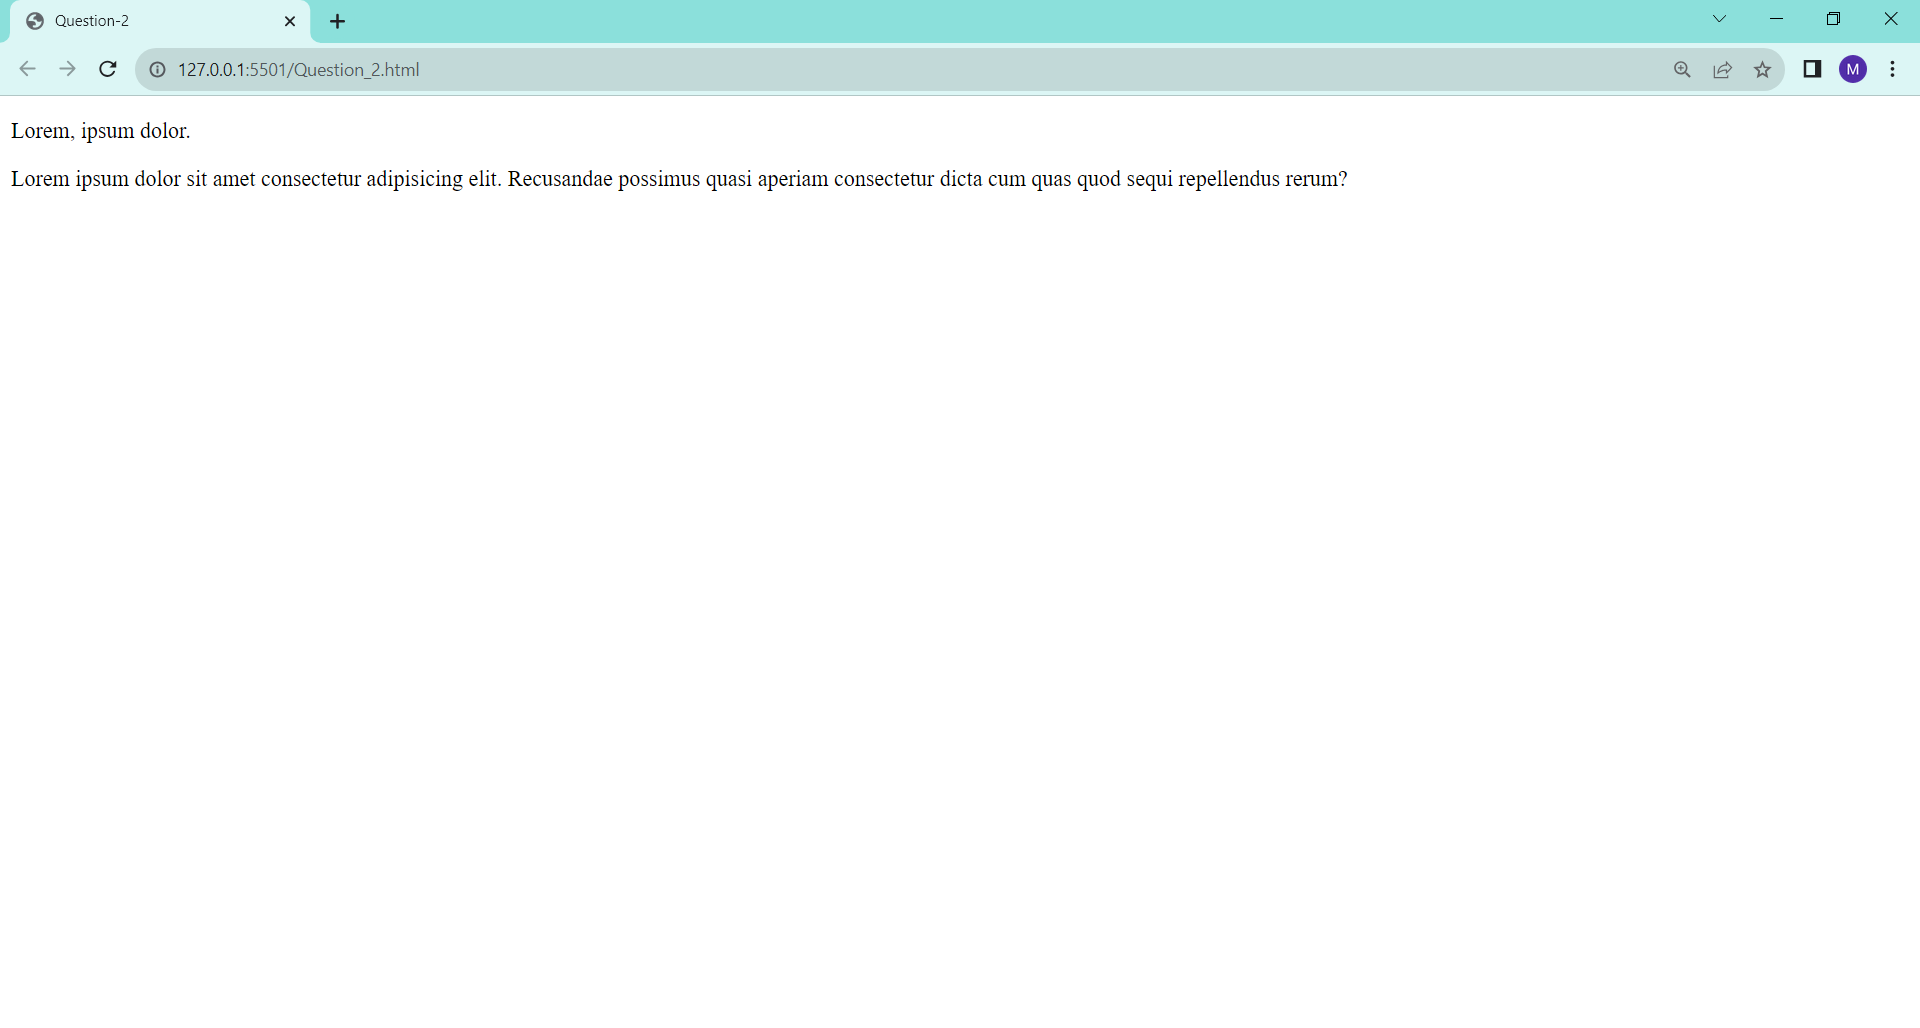 Question-2
127.0.0.1:5501/Question_2.html
M
Lorem, ipsum dolor.
Lorem ipsum dolor sit amet consectetur adipisicing elit. Recusandae possimus quasi aperiam consectetur dicta cum quas quod sequi repellendus rerum?